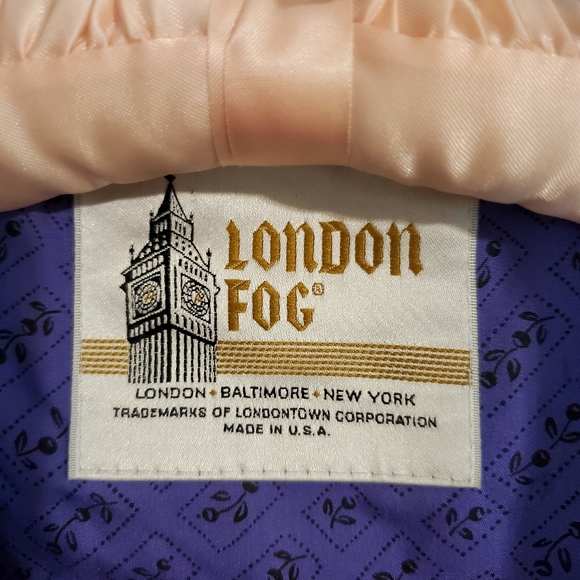 LONDON
FOG®
LONDON • BALTIMORE • NEW YORK
TRADEMARKS OF LONDONTOWN CORPORATION
MADE IN U.S.A.